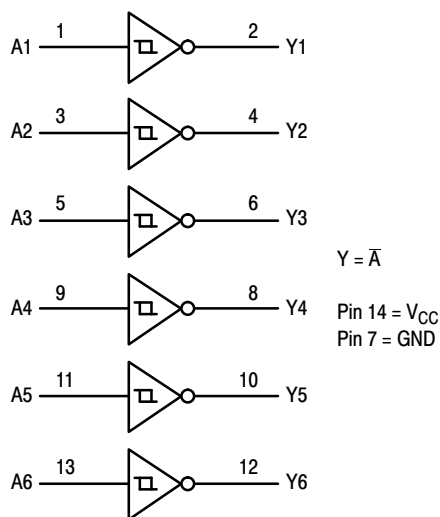 A1 1 2 Y1
A2 3 4 Y2
A3 5 6 Y3
Y = A̅
A4 9 8 Y4
Pin 14 = VCC
Pin 7 = GND
A5 11 10 Y5
A6 13 12 Y6